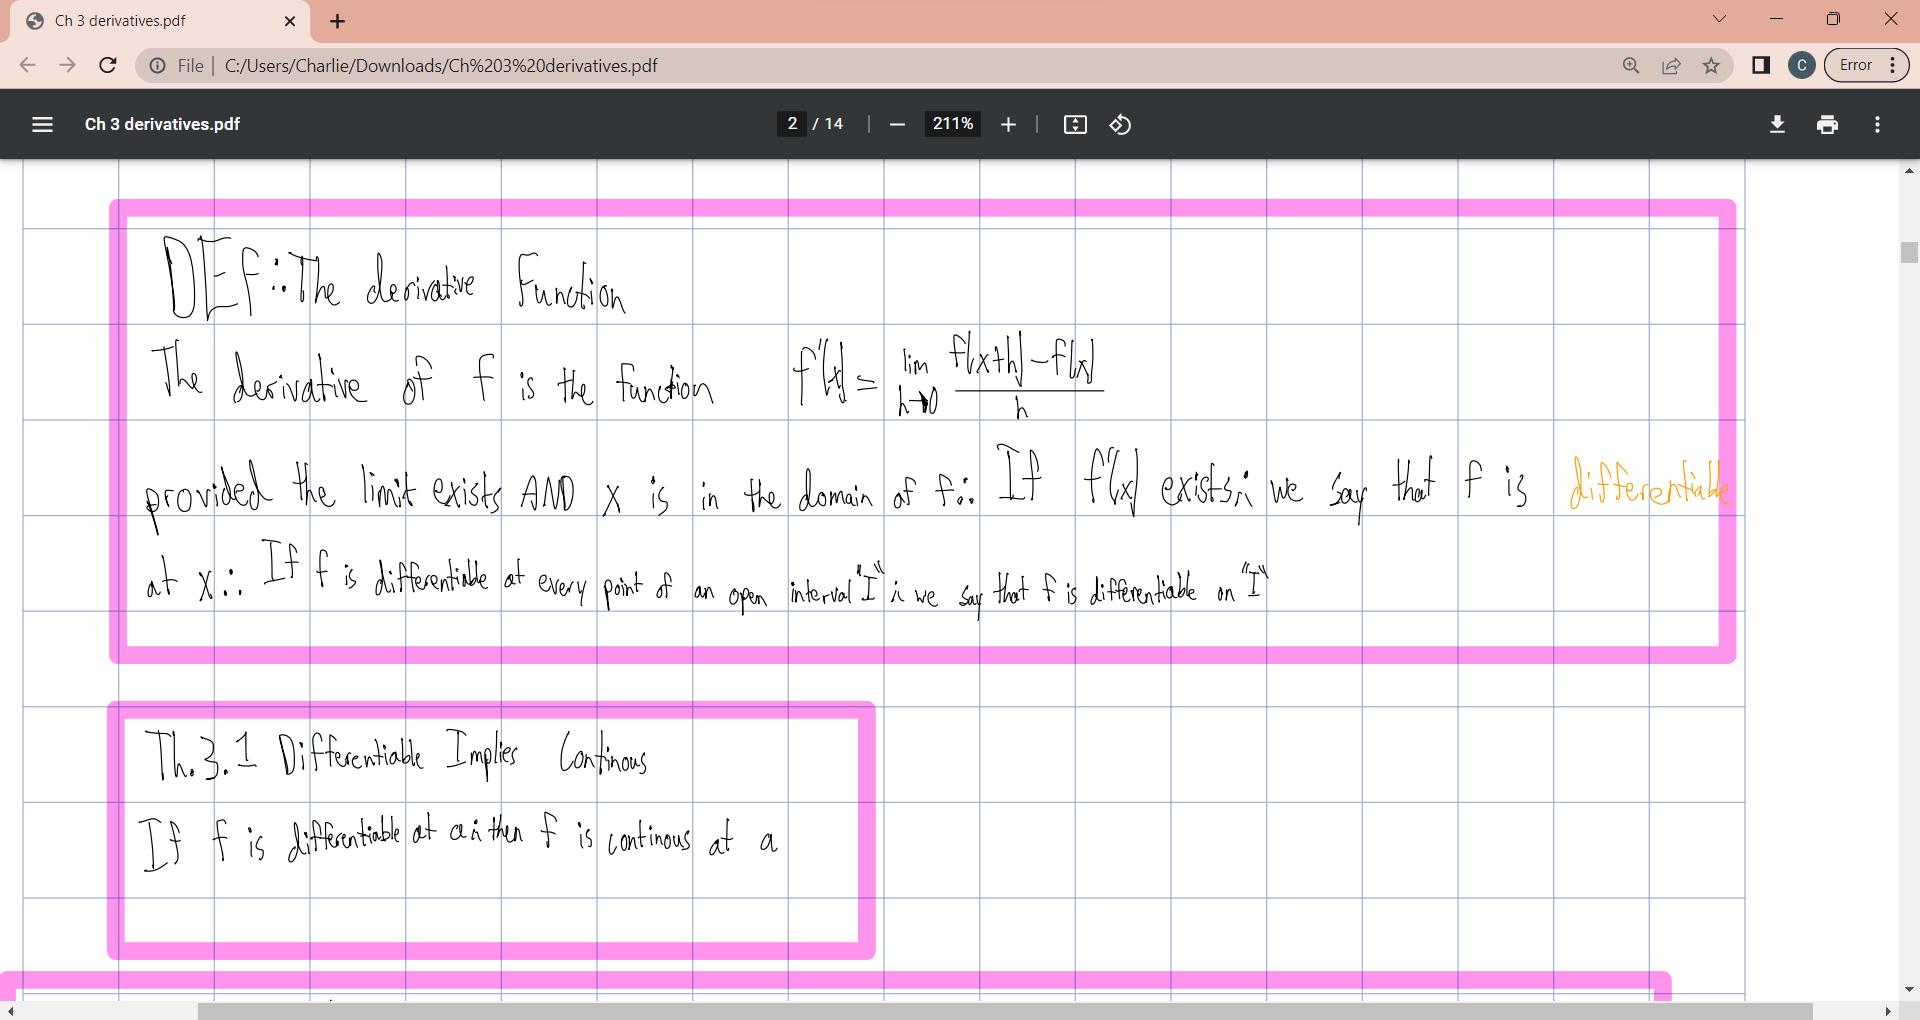 Ch 3 derivatives.pdf
File | C:/Users/Charlie/Downloads/Ch%203%20derivatives.pdf
C
Error
Ch 3 derivatives.pdf
2 / 14
211%
DEF∴The derivative Function
The derivative of f is the function f'(x) = lim h→0 f(x+h)-f(x) / h
provided the limit exists AND x is in the domain of f∴ If f'(x) exists; we say that f is differentiable
at x∴ If f is differentiable at every point of an open interval "I" ; we say that f is differentiable on "I"
Th.3.1 Differentiable Implies Continous
If f is differentiable at a ; then f is continous at a